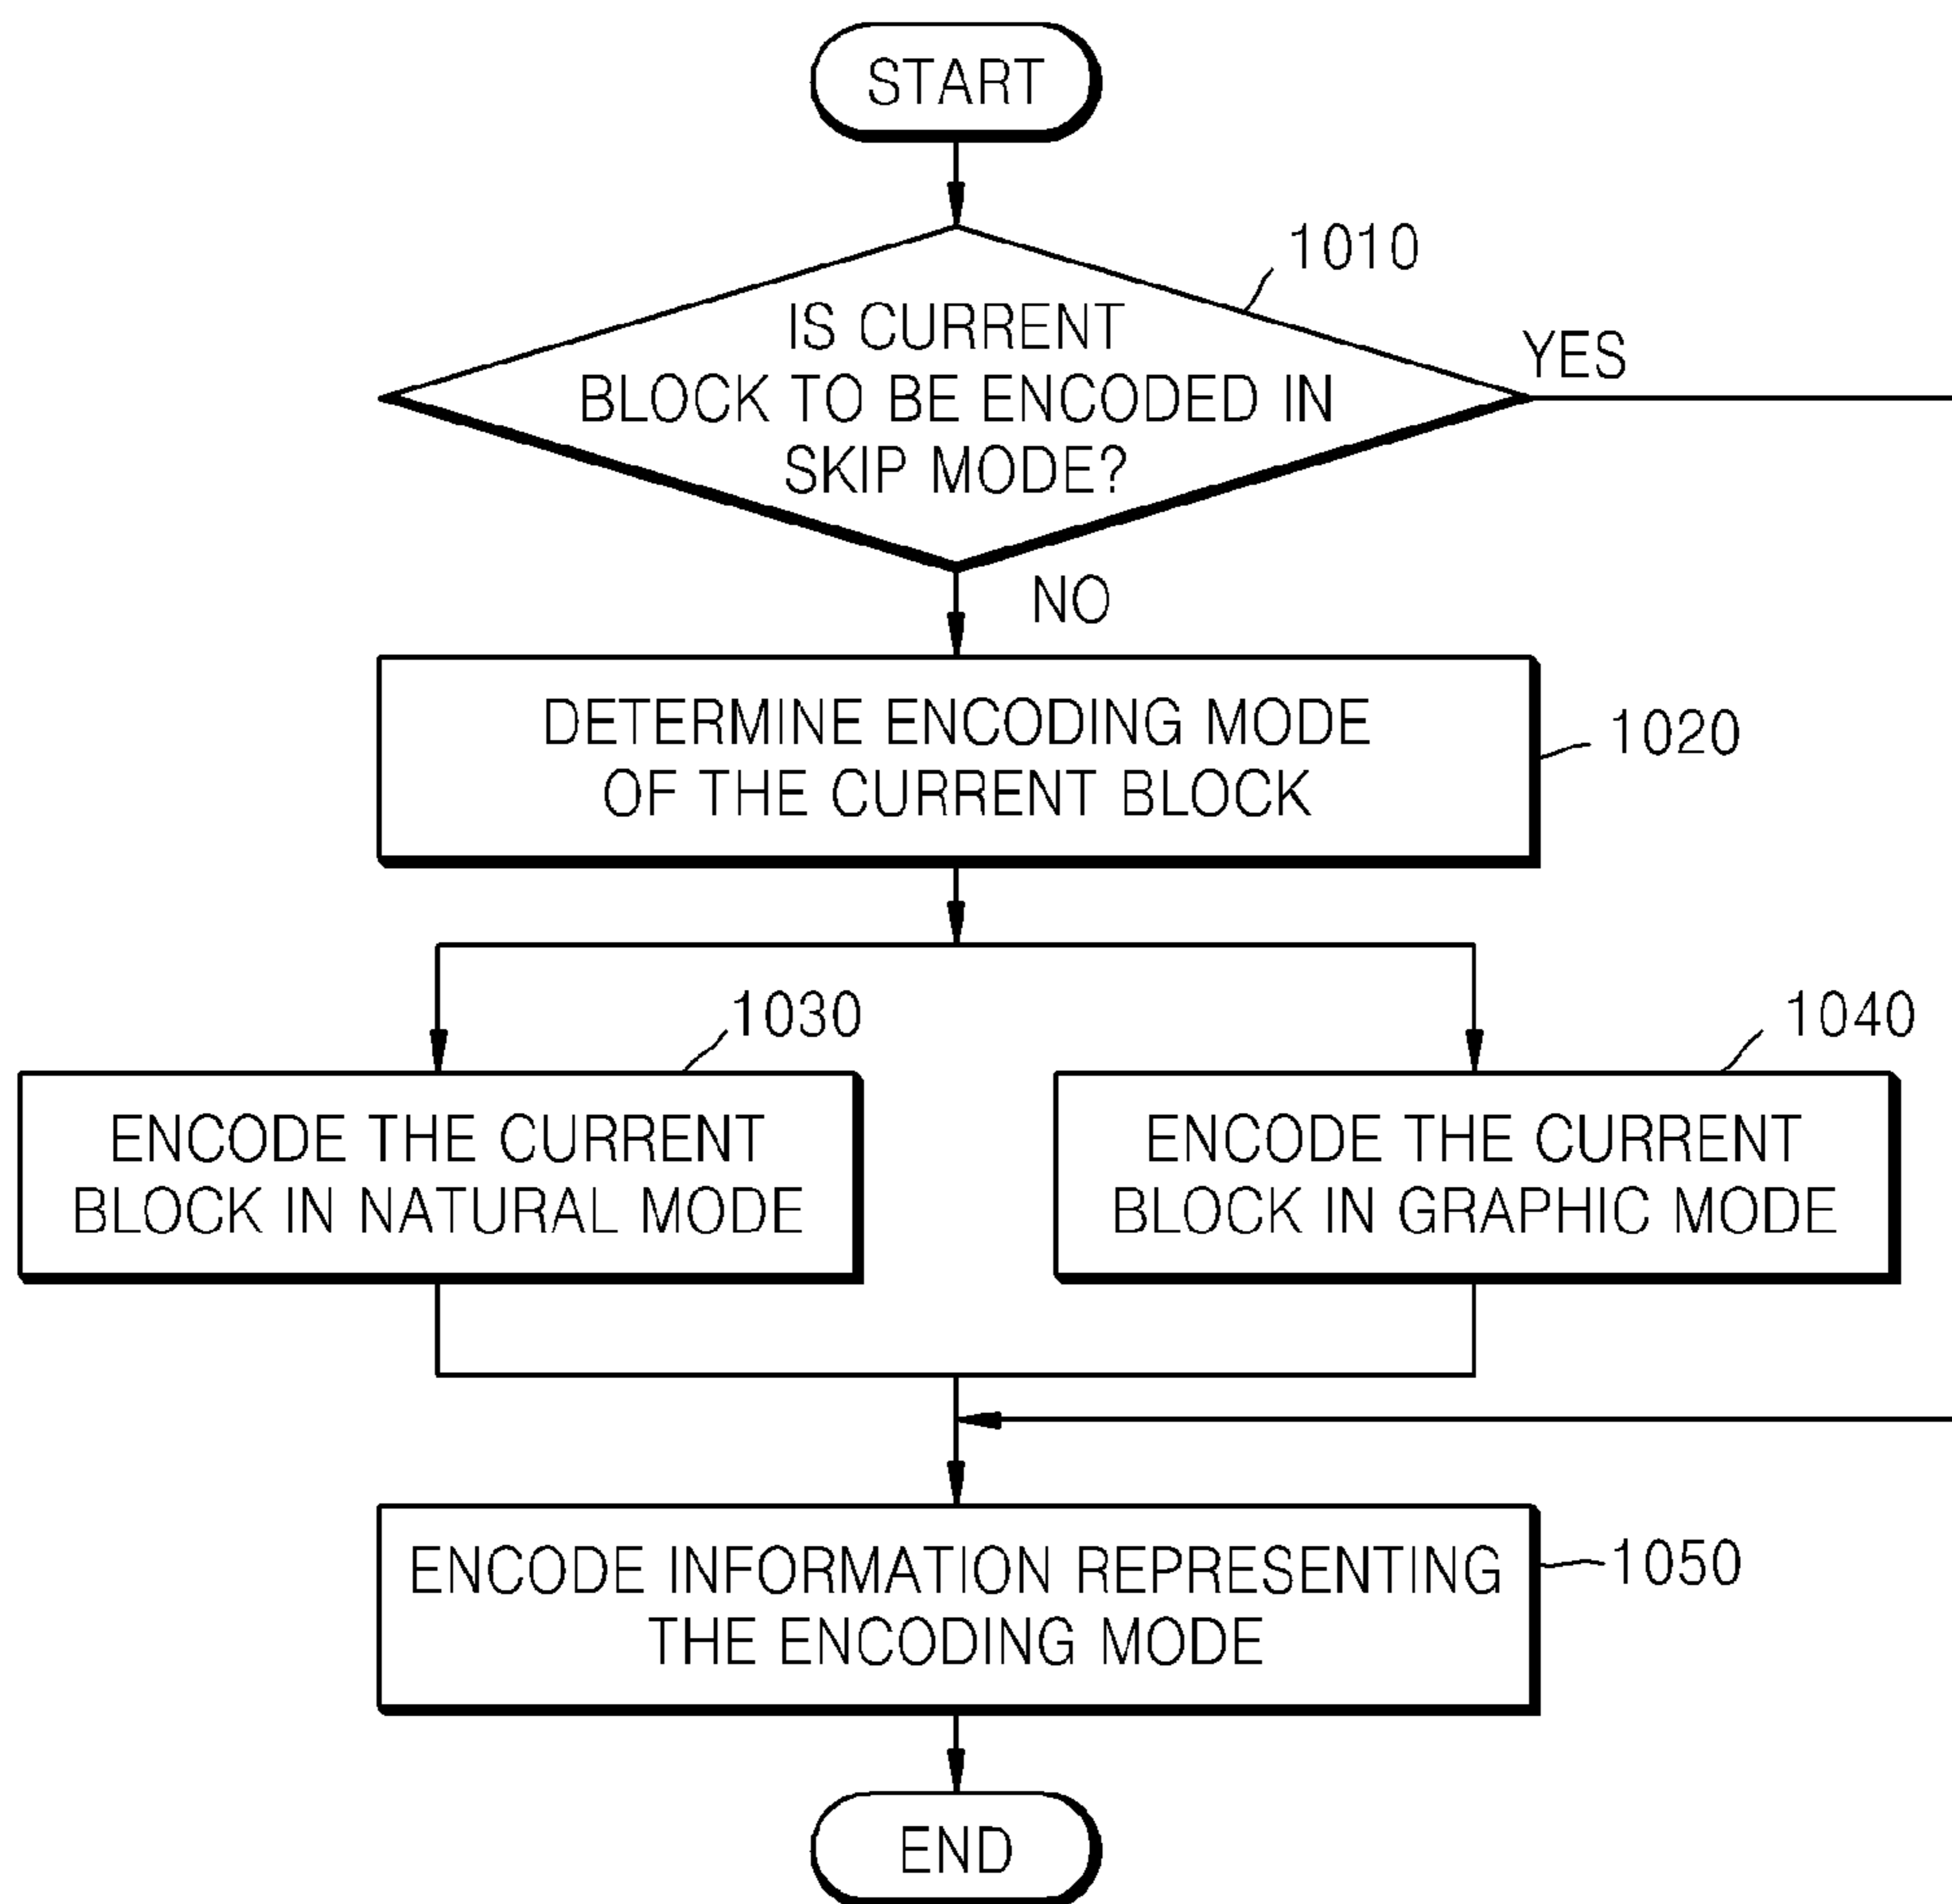 START
1010
IS CURRENT
BLOCK TO BE ENCODED IN
SKIP MODE?
YES
NO
DETERMINE ENCODING MODE
OF THE CURRENT BLOCK
1020
1030
1040
ENCODE THE CURRENT
BLOCK IN NATURAL MODE
ENCODE THE CURRENT
BLOCK IN GRAPHIC MODE
ENCODE INFORMATION REPRESENTING
THE ENCODING MODE
1050
END